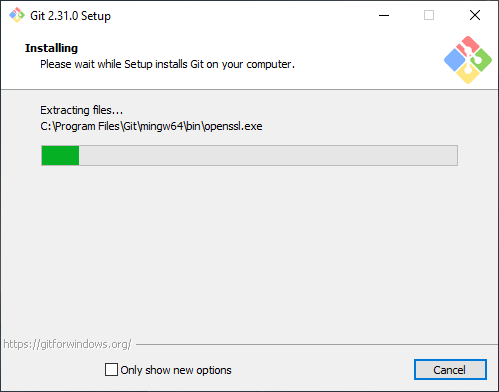 Git 2.31.0 Setup
Installing
Please wait while Setup installs Git on your computer.
Extracting files...
C:\Program Files\Git\mingw64\bin\openssl.exe
https://gitforwindows.org/
Only show new options
Cancel